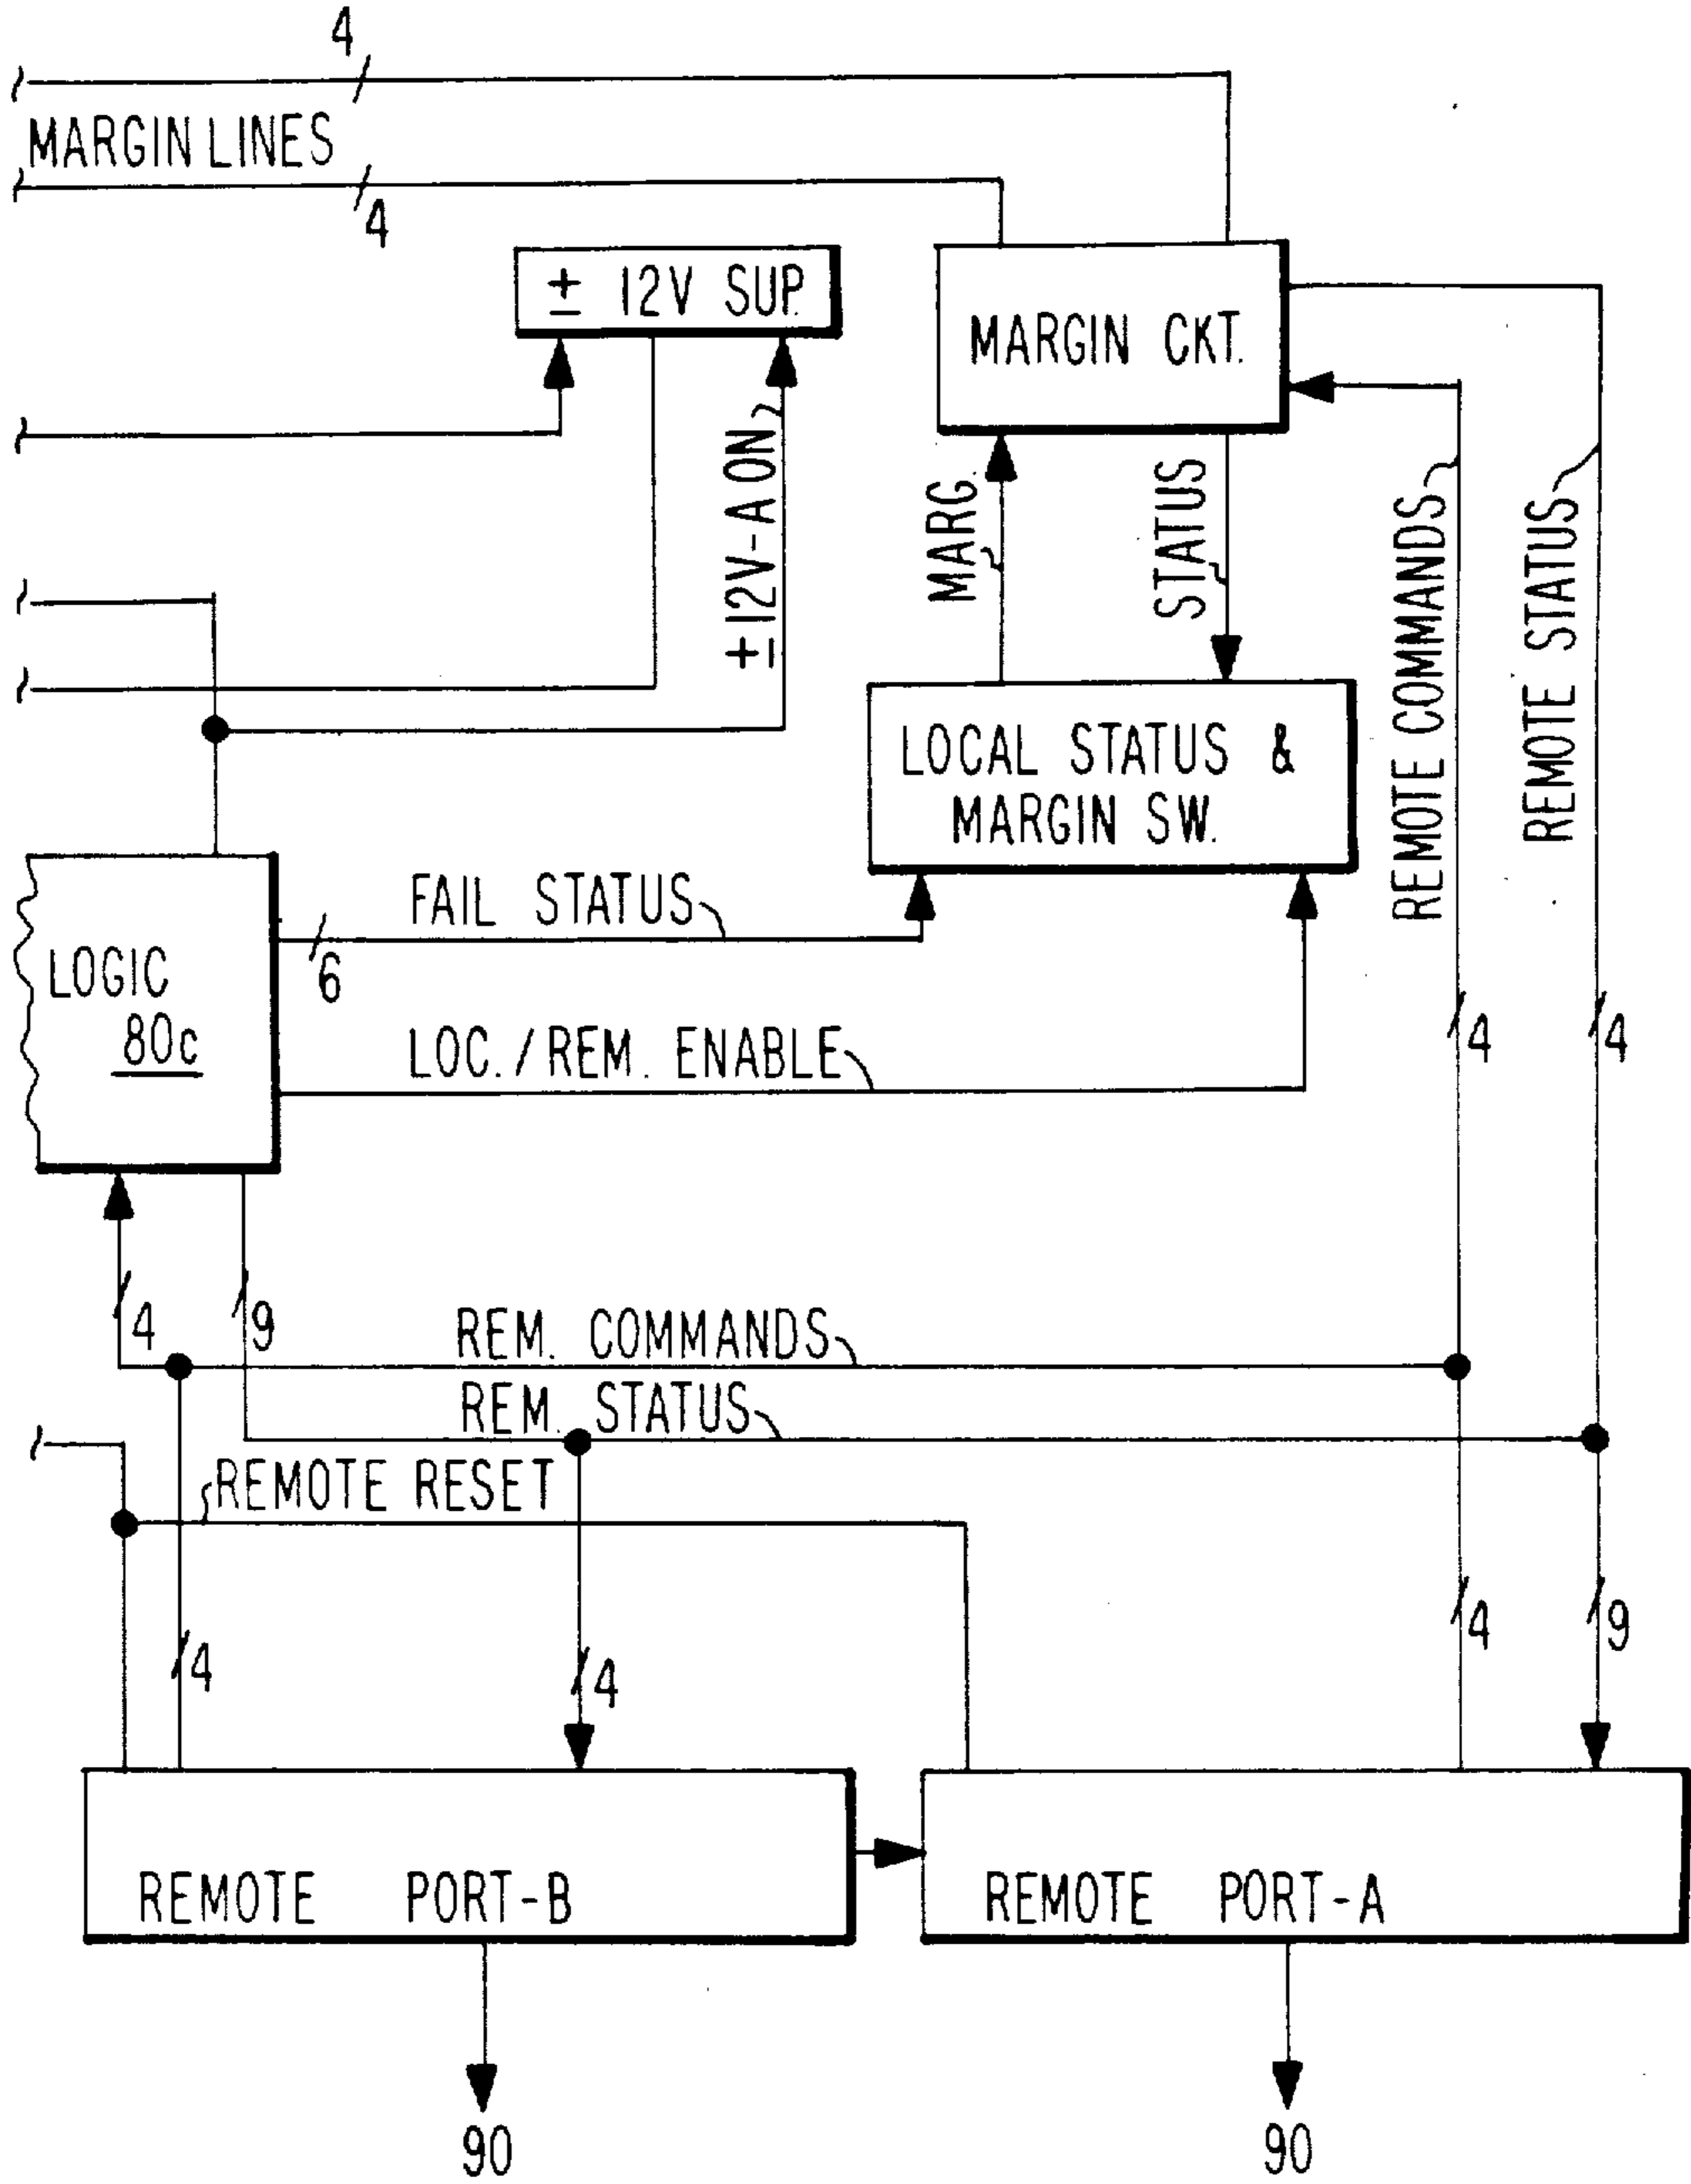 4
MARGIN LINES
4
± 12V SUP.
MARGIN CKT.
±12V-A ON
MARG
STATUS
REMOTE COMMANDS
REMOTE STATUS
LOCAL STATUS &
MARGIN SW.
FAIL STATUS
6
LOGIC
80c
LOC./REM. ENABLE
4
4
4
9
REM. COMMANDS
REM. STATUS
REMOTE RESET
4
4
4
9
REMOTE PORT-B
REMOTE PORT-A
90
90